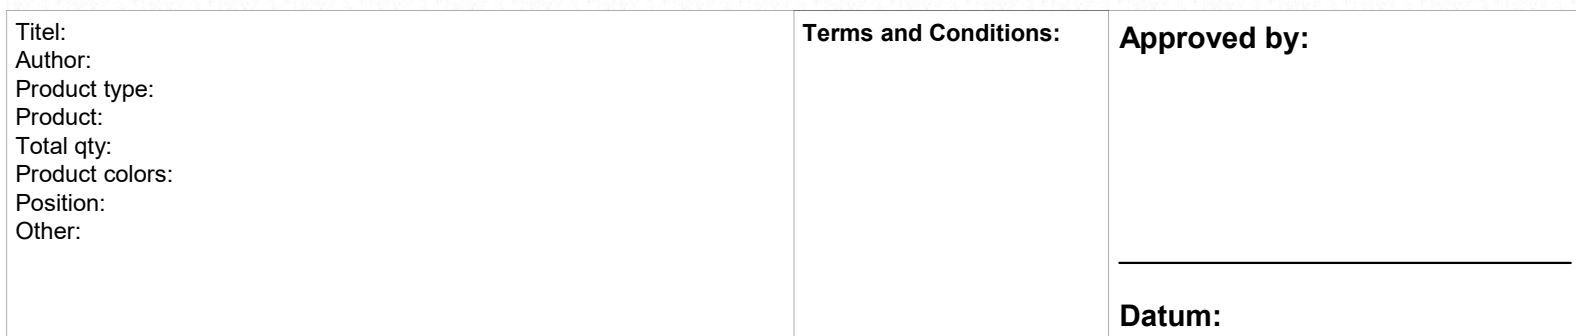 Titel:
Author:
Product type:
Product:
Total qty:
Product colors:
Position:
Other:
Terms and Conditions:
Approved by:
Datum: